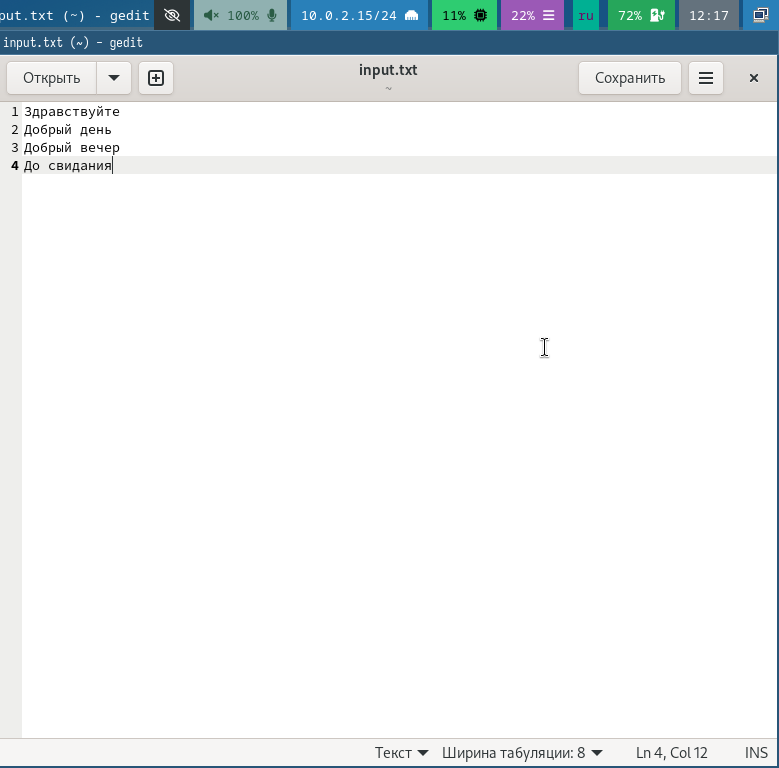 put.txt (~) - gedit 100% 10.0.2.15/24 11% 22% ru 72% 12:17
input.txt (~) - gedit
Открыть input.txt Сохранить
~
1 Здравствуйте
2 Добрый день
3 Добрый вечер
4 До свидания
Текст Ширина табуляции: 8 Ln 4, Col 12 INS